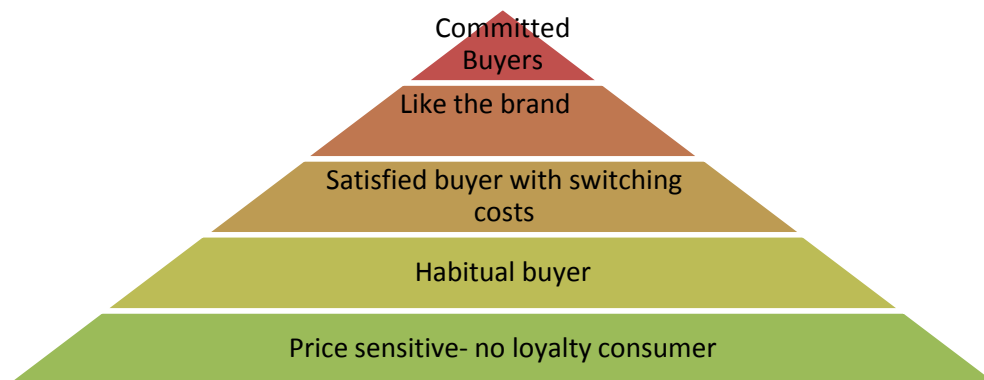 Committed
Buyers
Like the brand
Satisfied buyer with switching
costs
Habitual buyer
Price sensitive- no loyalty consumer